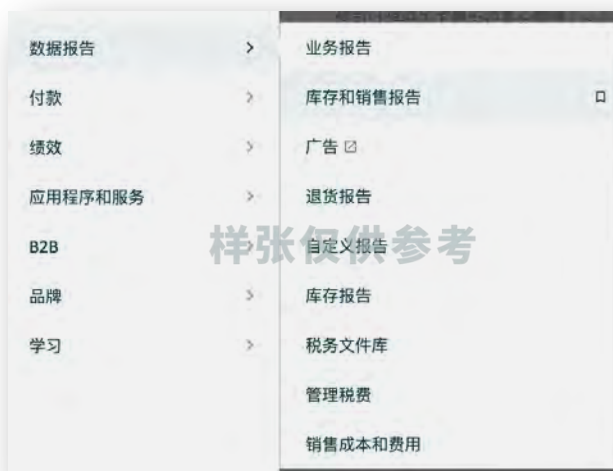 数据报告
付款
绩效
应用程序和服务
B2B
品牌
学习
业务报告
库存和销售报告
广告
退货报告
自定义报告
库存报告
税务文件库
管理税费
销售成本和费用
样张仅供参考